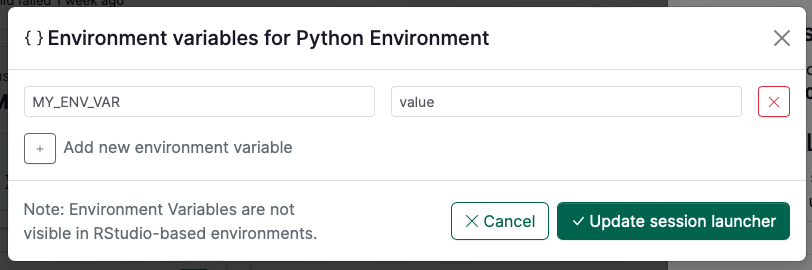 { } Environment variables for Python Environment
MY_ENV_VAR
value
+ Add new environment variable
Note: Environment Variables are not
visible in RStudio-based environments.
Cancel
Update session launcher